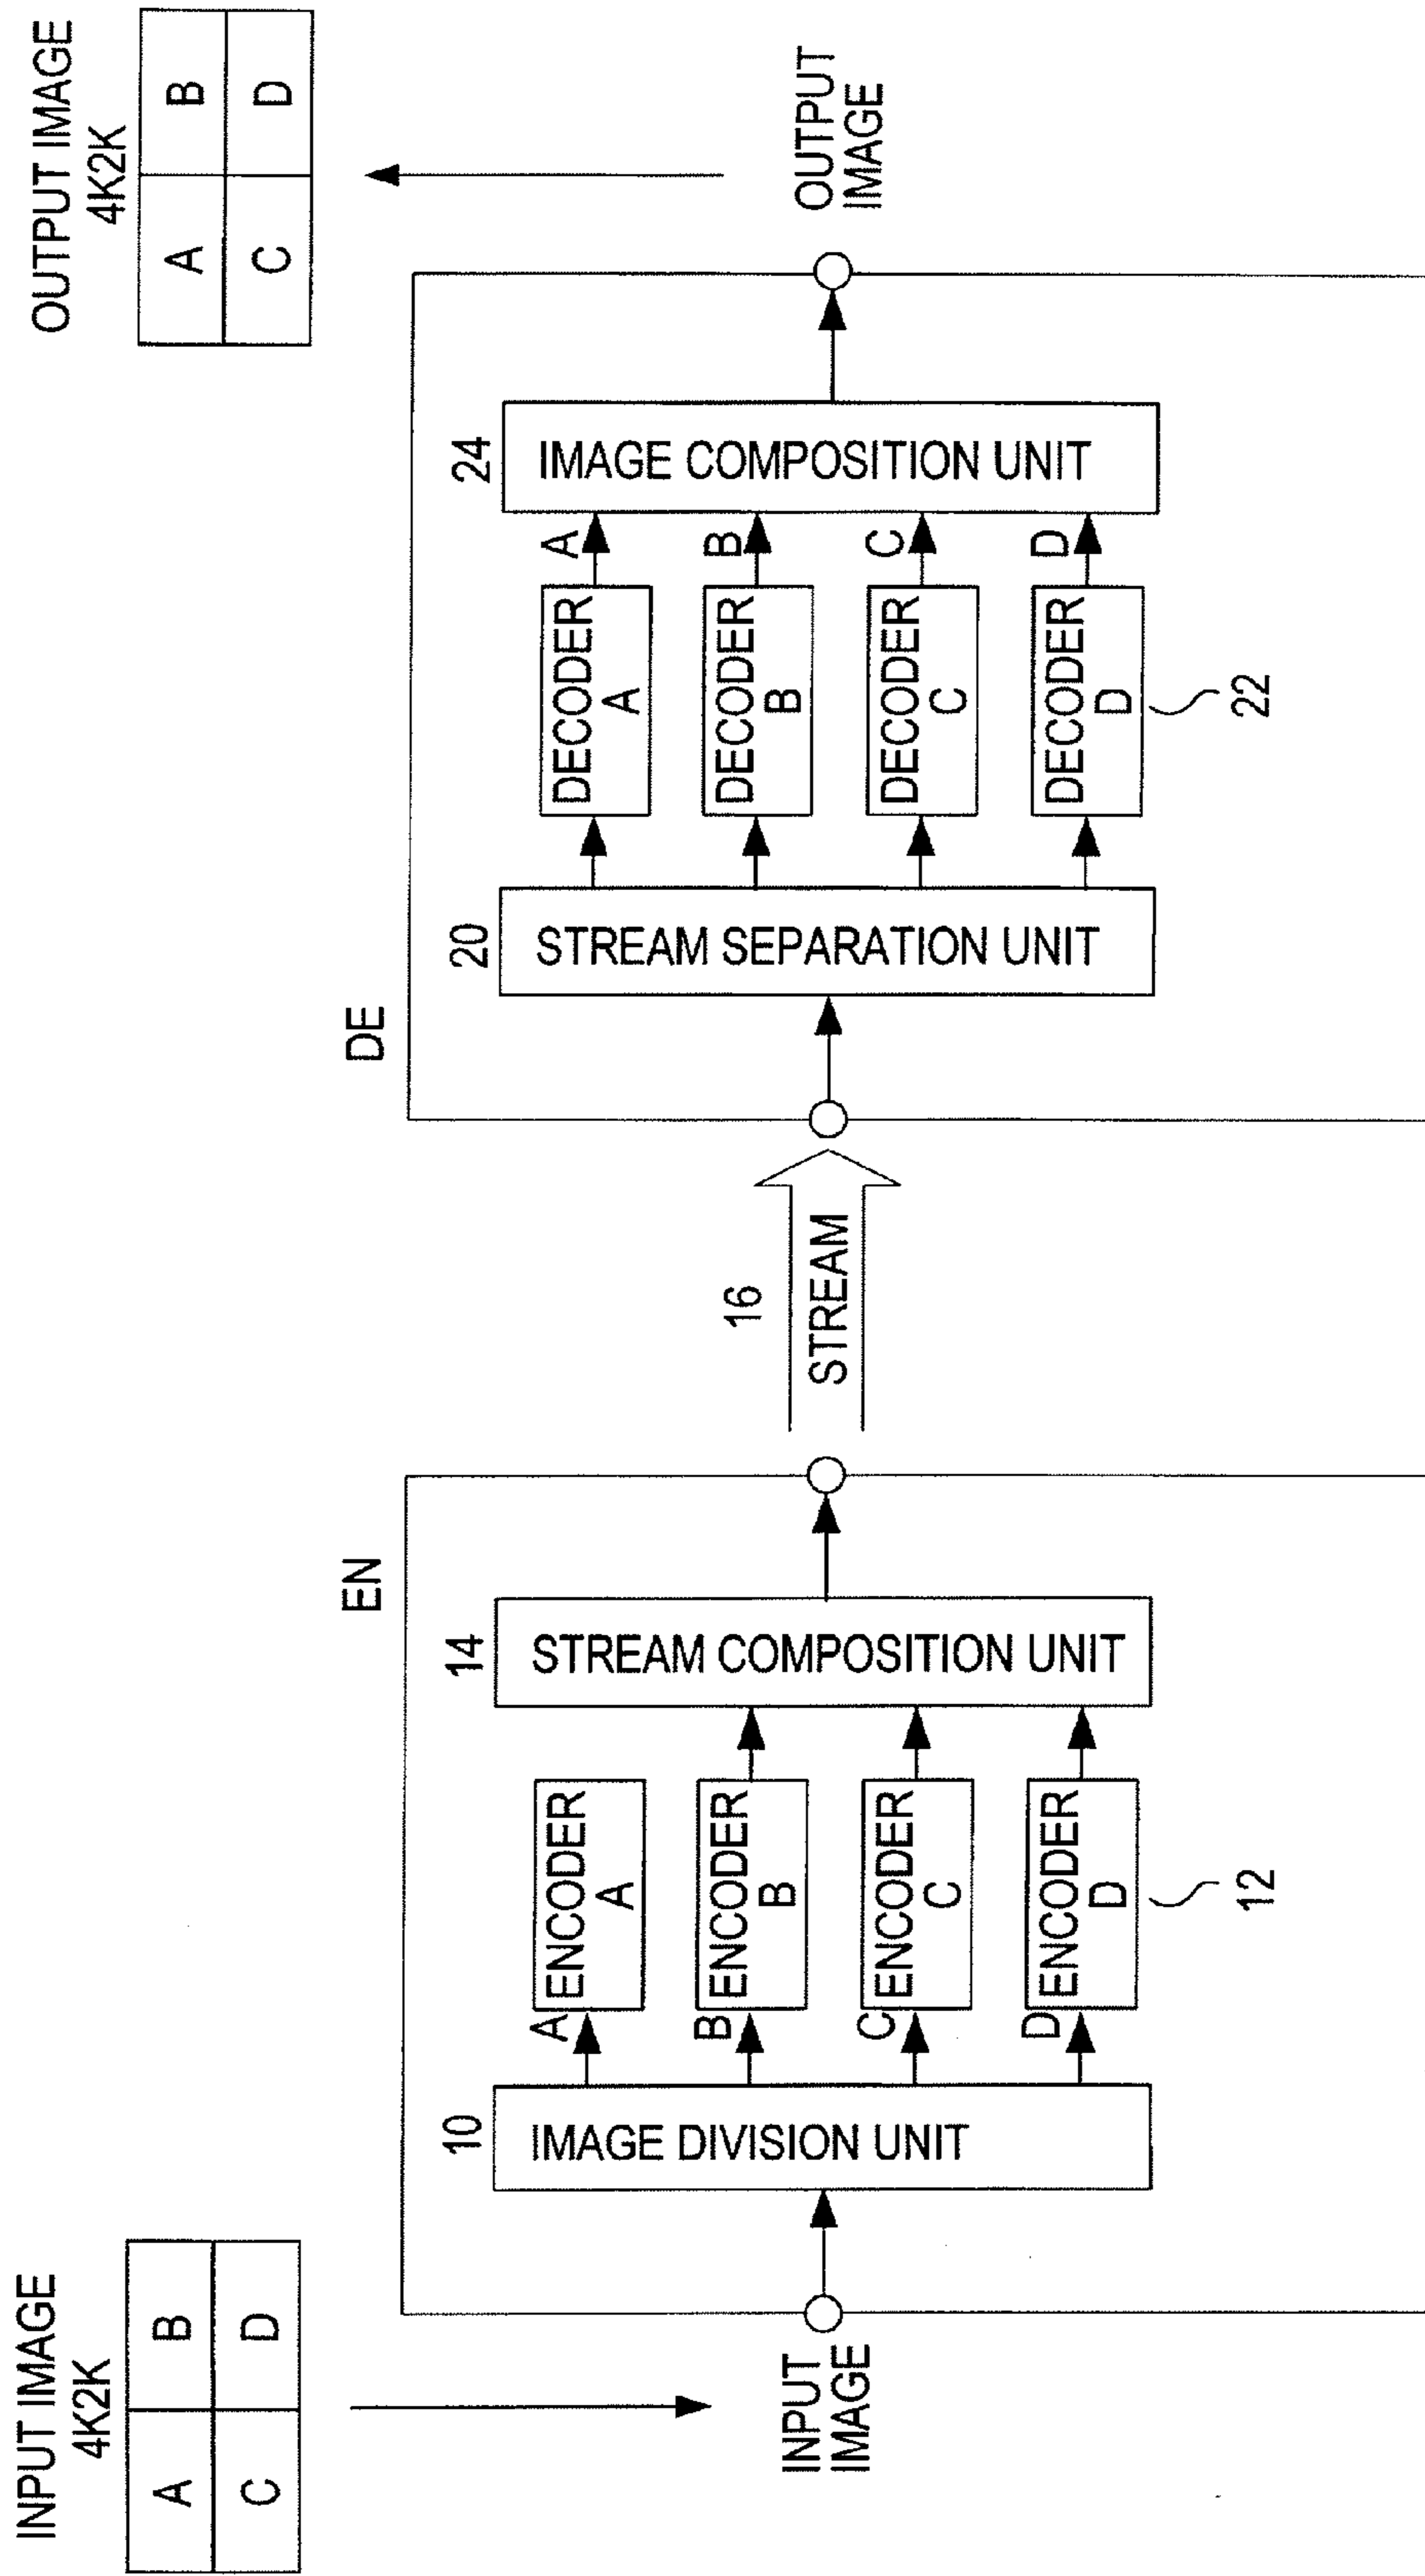 INPUT IMAGE
4K2K
A B
C D
INPUT
IMAGE
EN
10
IMAGE DIVISION UNIT
A
B
C
D
ENCODER
A
ENCODER
B
ENCODER
C
ENCODER
D
12
14
STREAM COMPOSITION UNIT
16
STREAM
DE
20
STREAM SEPARATION UNIT
DECODER
A
DECODER
B
DECODER
C
DECODER
D
22
A
B
C
D
24
IMAGE COMPOSITION UNIT
OUTPUT
IMAGE
OUTPUT IMAGE
4K2K
A B
C D